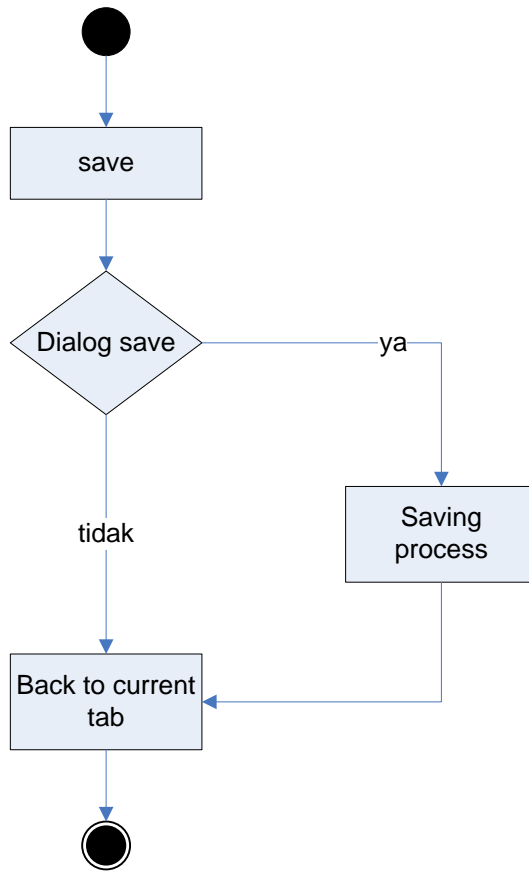 save
Dialog save
ya
Saving
process
tidak
Back to current
tab